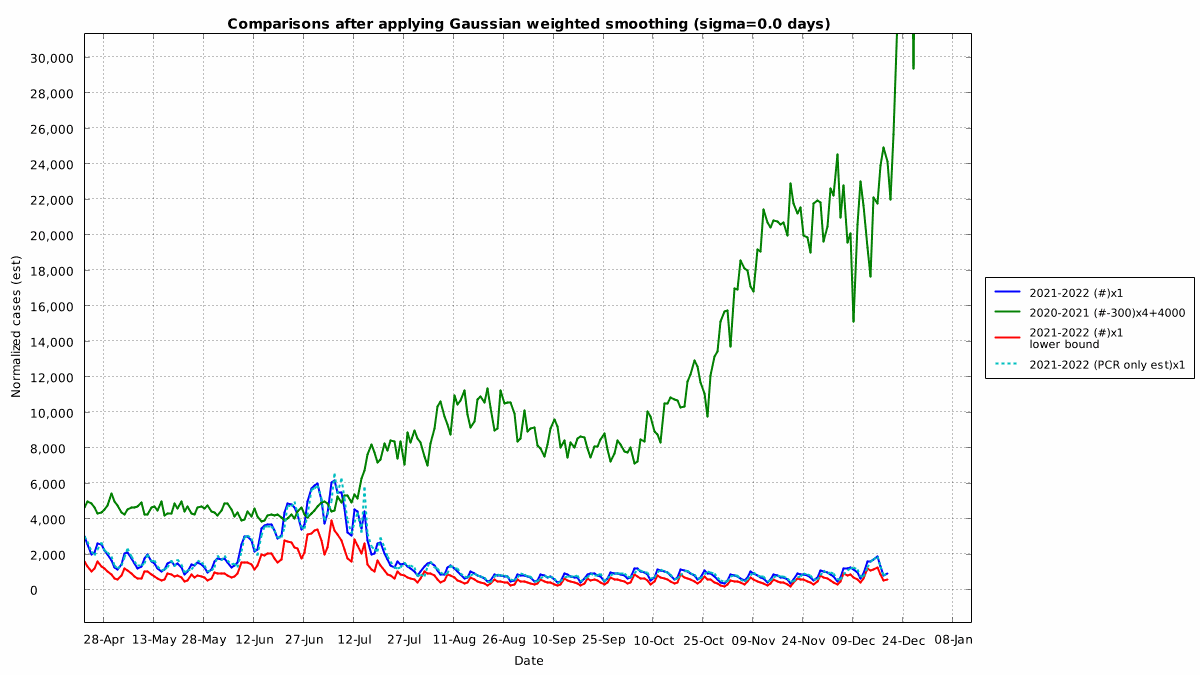 Comparisons after applying Gaussian weighted smoothing (sigma=0.0 days)
30,000
28,000
26,000
24,000
22,000
20,000
18,000
16,000
14,000
12,000
10,000
8,000
6,000
4,000
2,000
0
Normalized cases (est)
28-Apr 13-May 28-May 12-Jun 27-Jun 12-Jul 27-Jul 11-Aug 26-Aug 10-Sep 25-Sep 10-Oct 25-Oct 09-Nov 24-Nov 09-Dec 24-Dec 08-Jan
Date
2021-2022 (#)x1
2020-2021 (#-300)x4+4000
2021-2022 (#)x1
lower bound
2021-2022 (PCR only est)x1